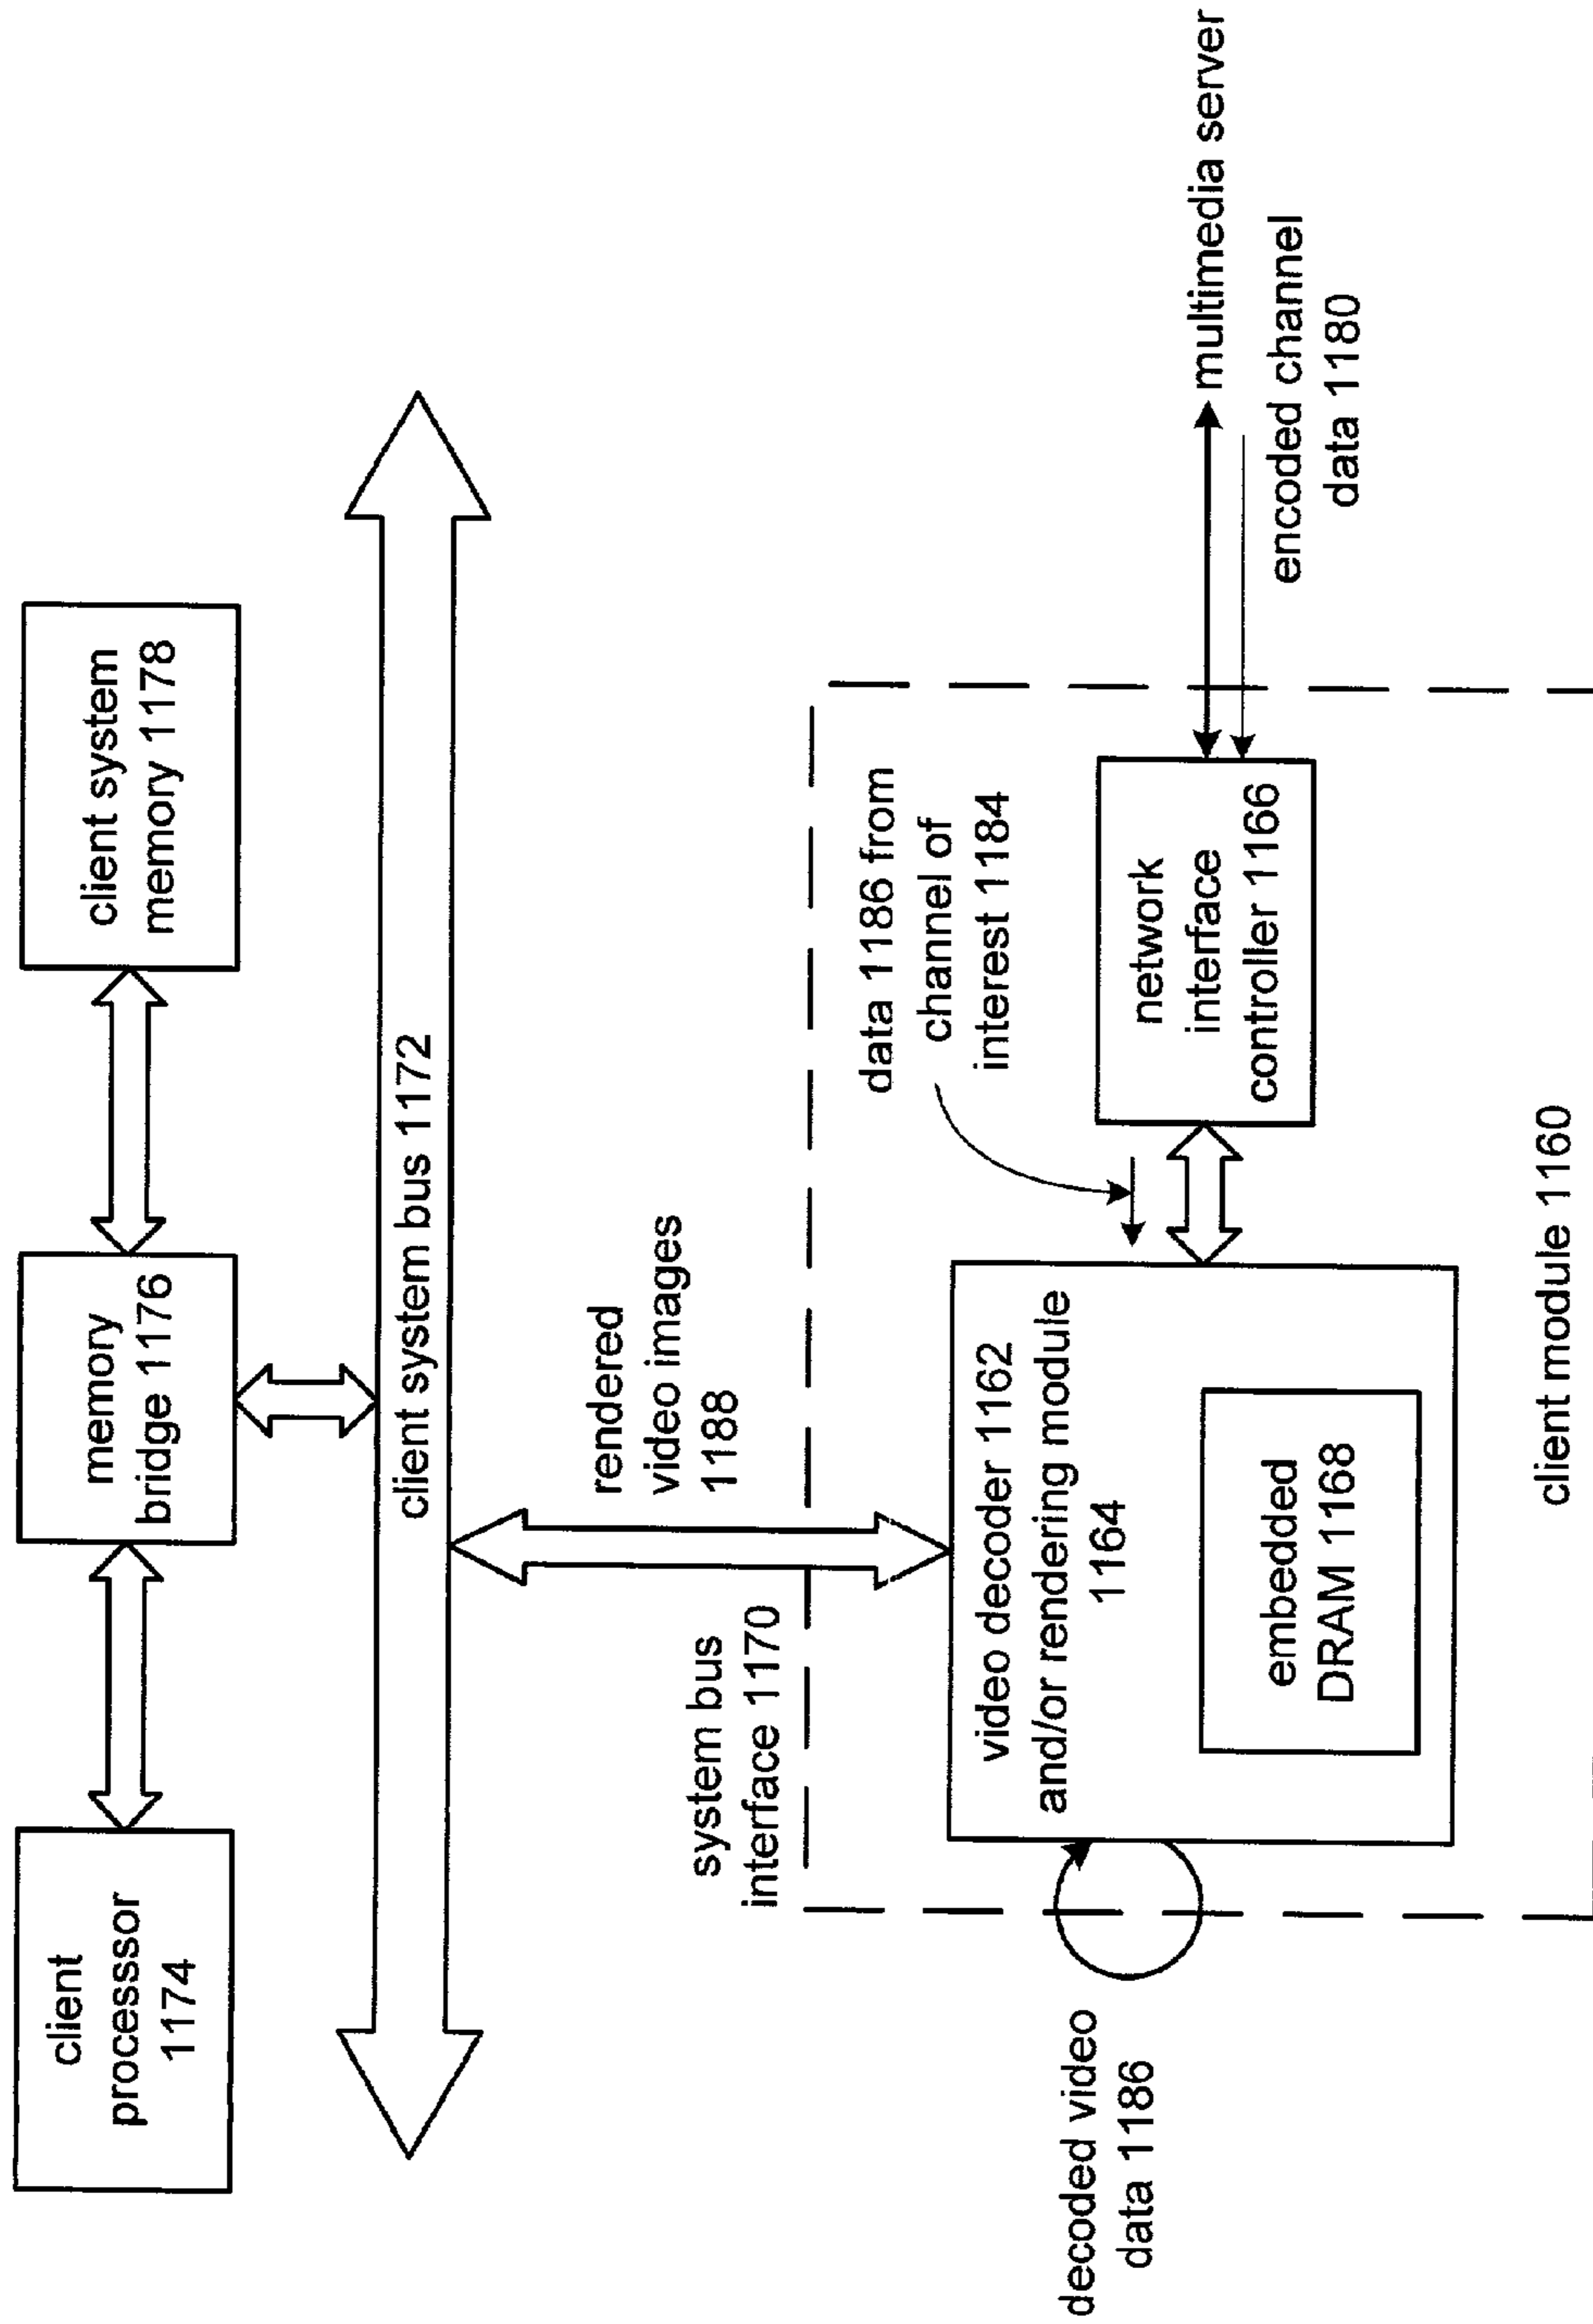 client
processor
1174
memory
bridge 1176
client system
memory 1178
client system bus 1172
system bus
interface 1170
rendered
video images
1188
decoded video
data 1186
video decoder 1162
and/or rendering module
1164
embedded
DRAM 1168
data 1186 from
channel of
interest 1184
network
interface
controller 1166
multimedia server
encoded channel
data 1180
client module 1160